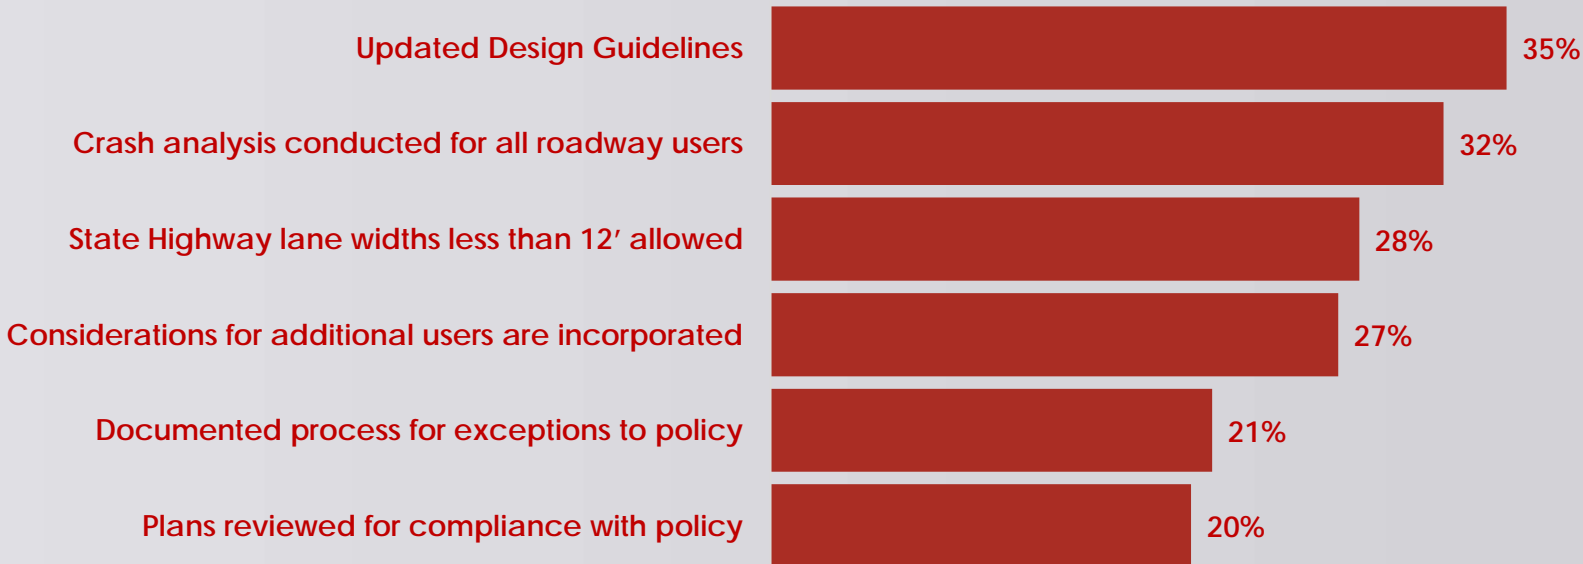 Updated Design Guidelines 35%
Crash analysis conducted for all roadway users 32%
State Highway lane widths less than 12′ allowed 28%
Considerations for additional users are incorporated 27%
Documented process for exceptions to policy 21%
Plans reviewed for compliance with policy 20%